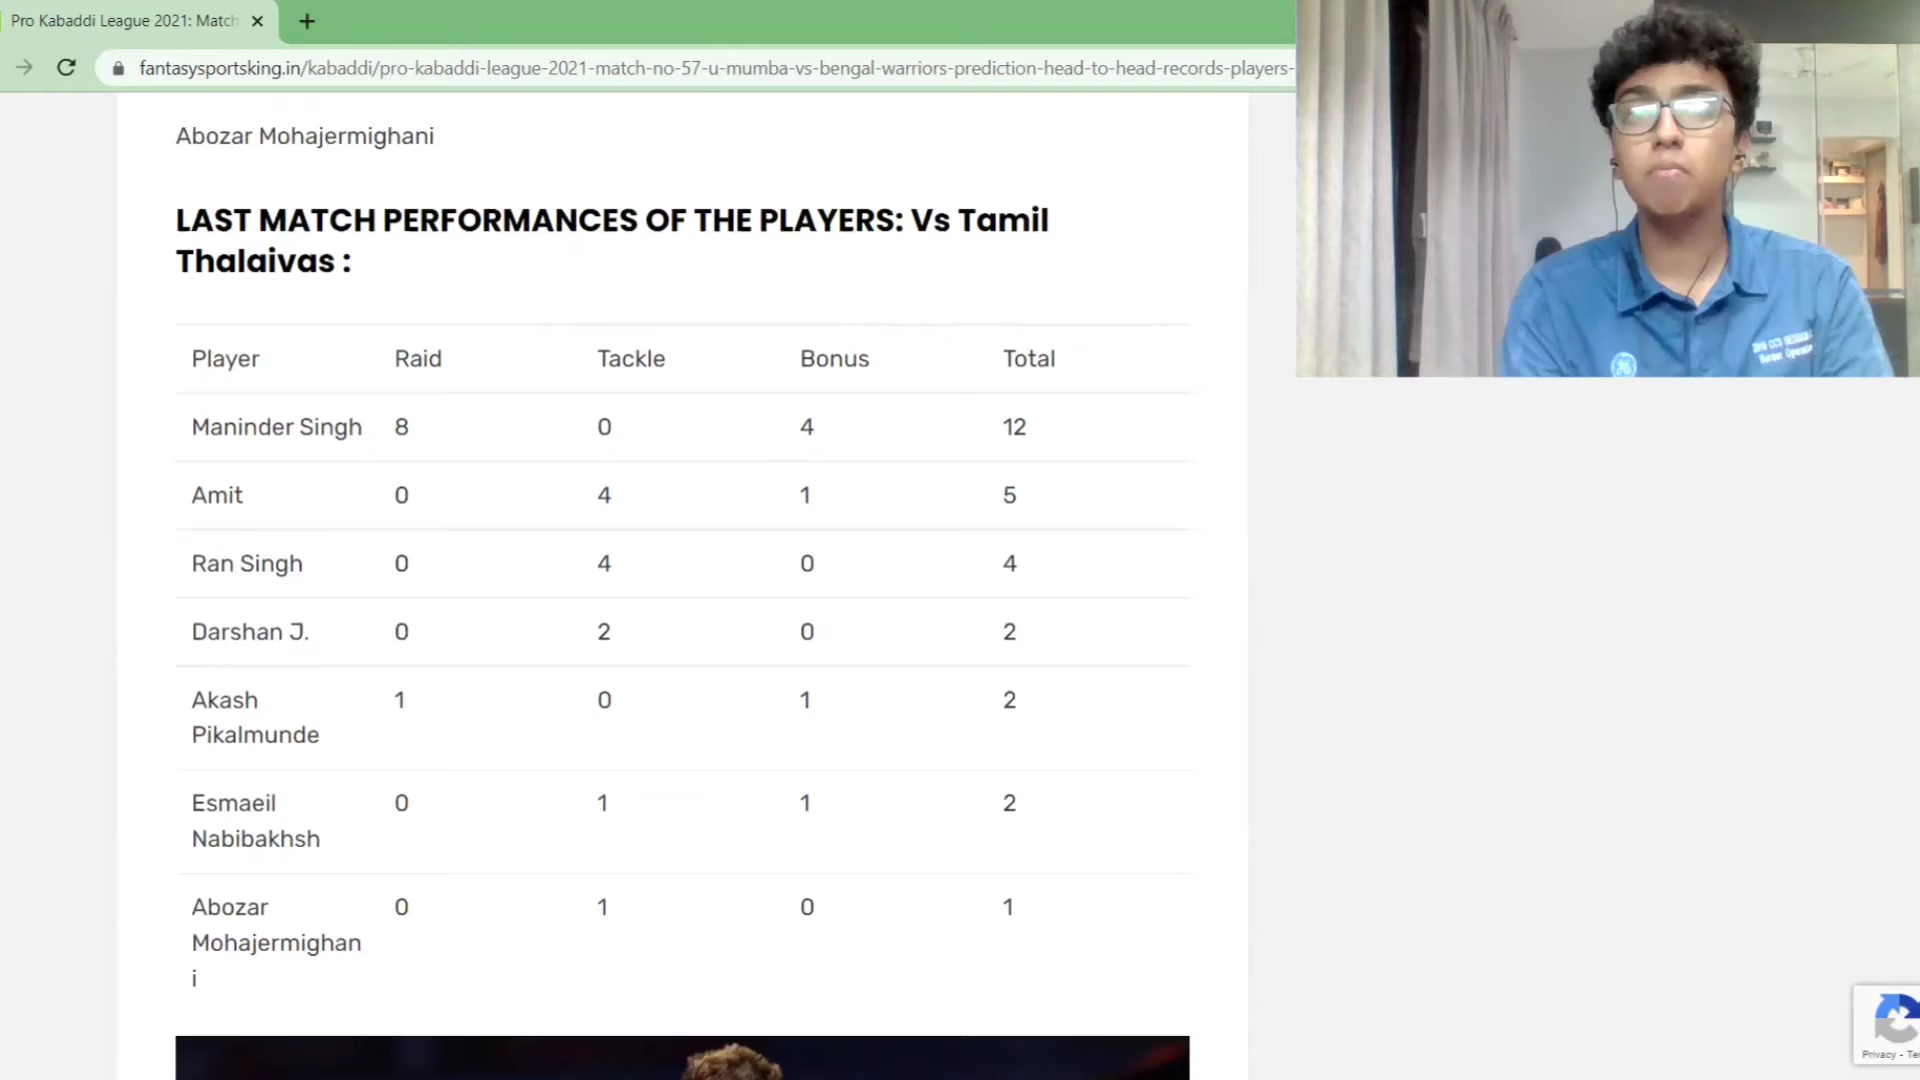 Pro Kabaddi League 2021: Match
fantasysportsking.in/kabaddi/pro-kabaddi-league-2021-match-no-57-u-mumba-vs-bengal-warriors-prediction-head-to-head-records-players-
Abozar Mohajermighani
LAST MATCH PERFORMANCES OF THE PLAYERS: Vs Tamil
Thalaivas :
Player Raid Tackle Bonus Total
Maninder Singh 8 0 4 12
Amit 0 4 1 5
Ran Singh 0 4 0 4
Darshan J. 0 2 0 2
Akash 1 0 1 2
Pikalmunde
Esmaeil 0 1 1 2
Nabibakhsh
Abozar 0 1 0 1
Mohajermighan
i
Privacy - Te